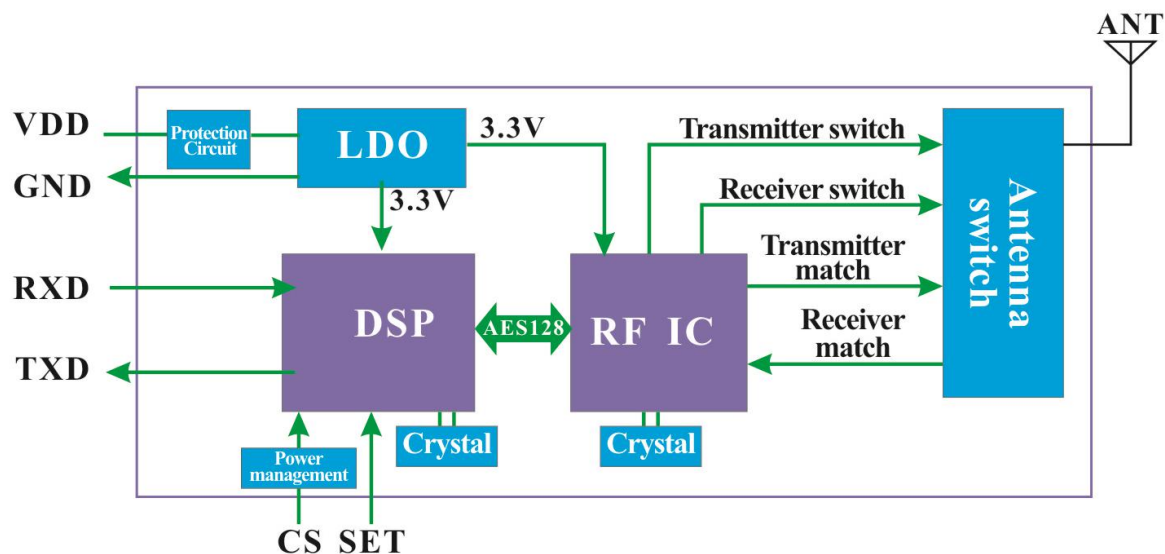 ANT
VDD
Protection
Circuit
LDO
3.3V
Transmitter switch
GND
3.3V
Receiver switch
Antenna
switch
Transmitter
match
RXD
DSP
AES128
RF IC
Receiver
match
TXD
Crystal
Crystal
Power
management
CS
SET